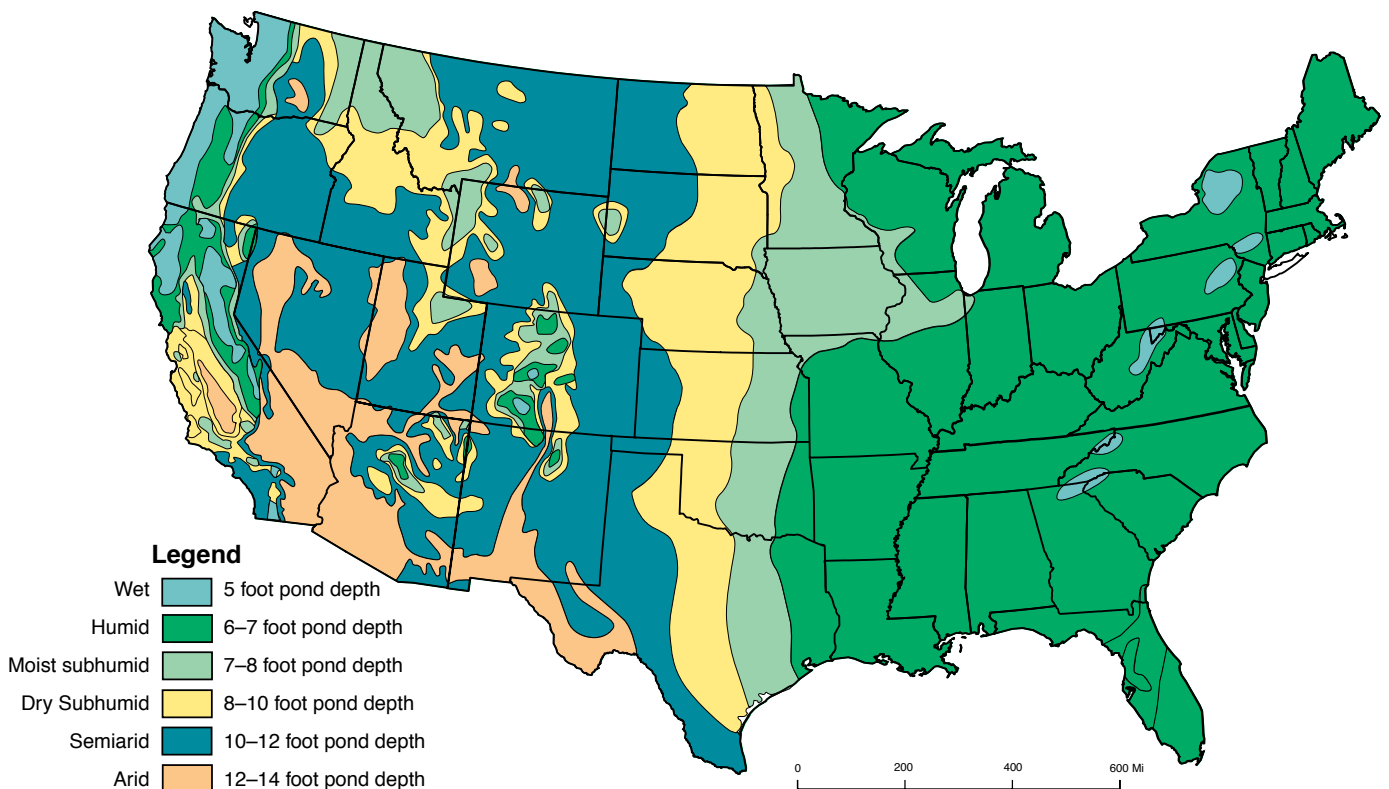 Legend
Wet 5 foot pond depth
Humid 6–7 foot pond depth
Moist subhumid 7–8 foot pond depth
Dry Subhumid 8–10 foot pond depth
Semiarid 10–12 foot pond depth
Arid 12–14 foot pond depth
0 200 400 600 Mi